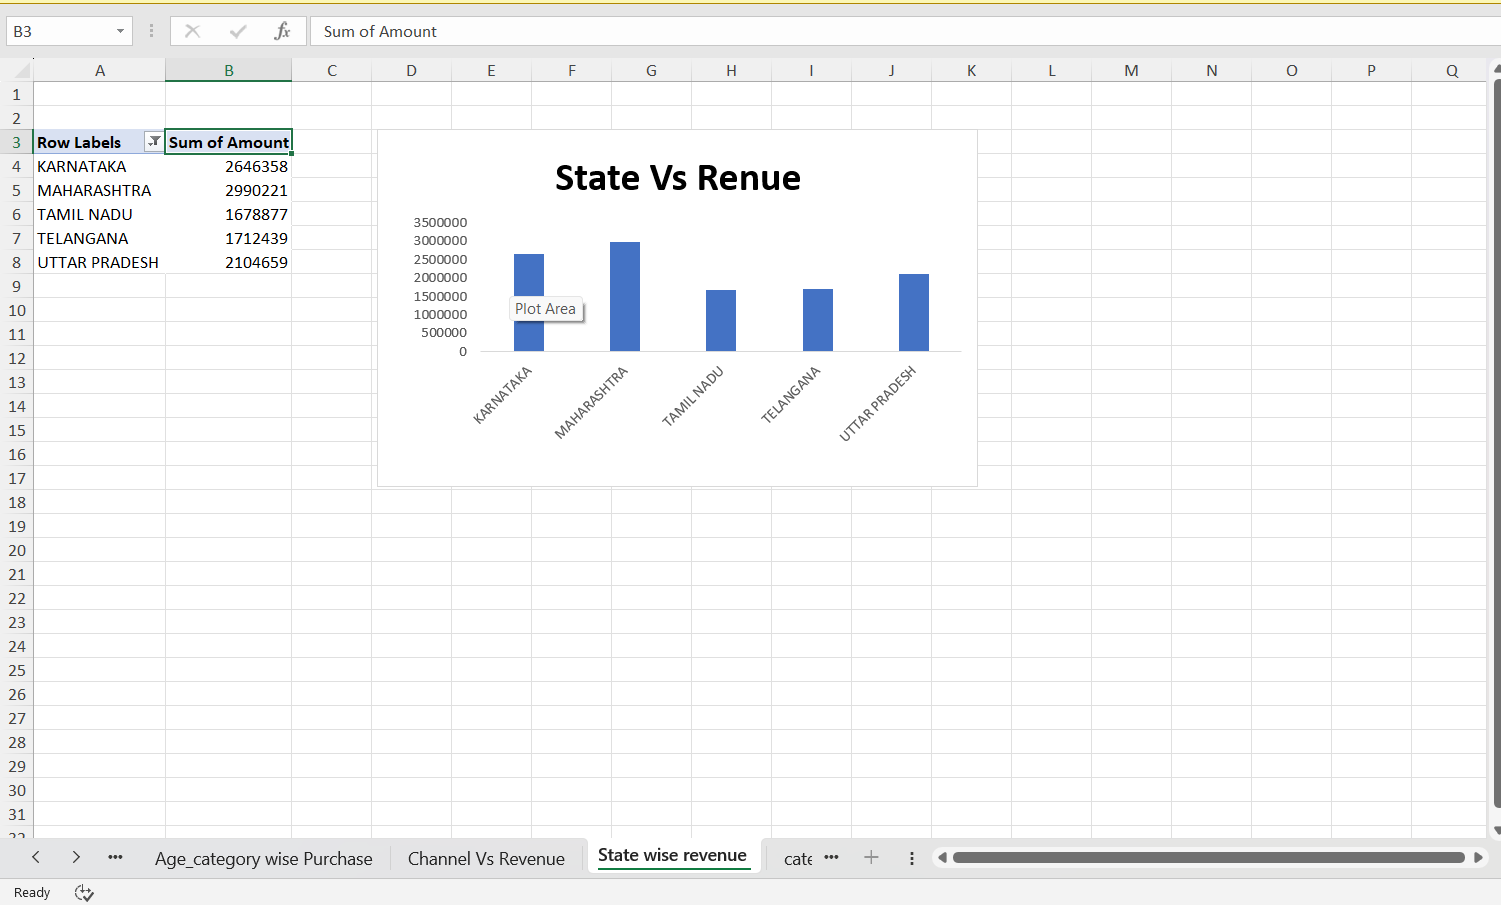 B3
fx
Sum of Amount
A B C D E F G H I J K L M N O P Q
1
2
3 Row Labels Sum of Amount
4 KARNATAKA 2646358
5 MAHARASHTRA 2990221
6 TAMIL NADU 1678877
7 TELANGANA 1712439
8 UTTAR PRADESH 2104659
9
10
11
12
13
14
15
16
17
18
19
20
21
22
23
24
25
26
27
28
29
30
31
32
State Vs Renue
3500000
3000000
2500000
2000000
1500000
1000000
500000
0
Plot Area
KARNATAKA
MAHARASHTRA
TAMIL NADU
TELANGANA
UTTAR PRADESH
Age_category wise Purchase Channel Vs Revenue State wise revenue cate
Ready